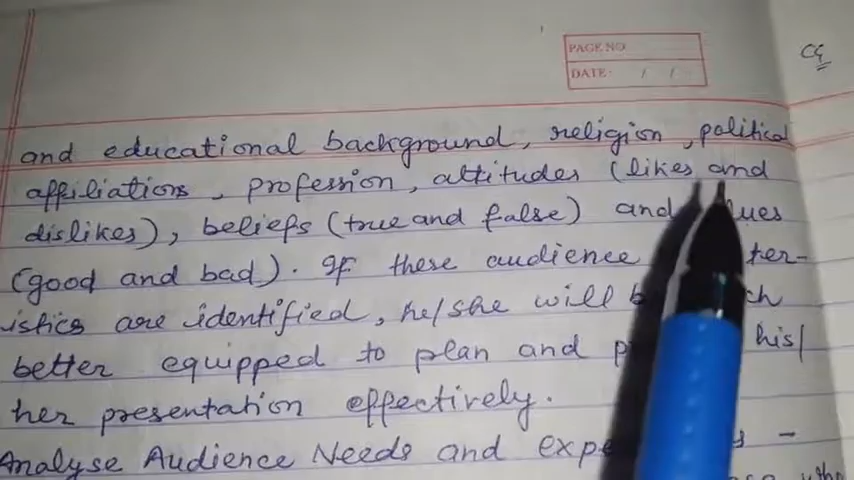 PAGE NO
DATE: / /
and educational background, religion, political
affiliations, profession, attitudes (likes and
dislikes), beliefs (true and false) and
(good and bad). If these audience
istics are identified, he/she will
better equipped to plan and his/
her presentation effectively.
Analyse Audience Needs and